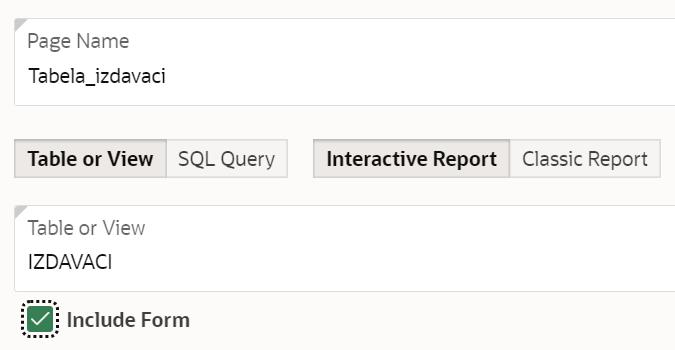 Page Name
Tabela_izdavaci
Table or View SQL Query Interactive Report Classic Report
Table or View
IZDAVACI
Include Form